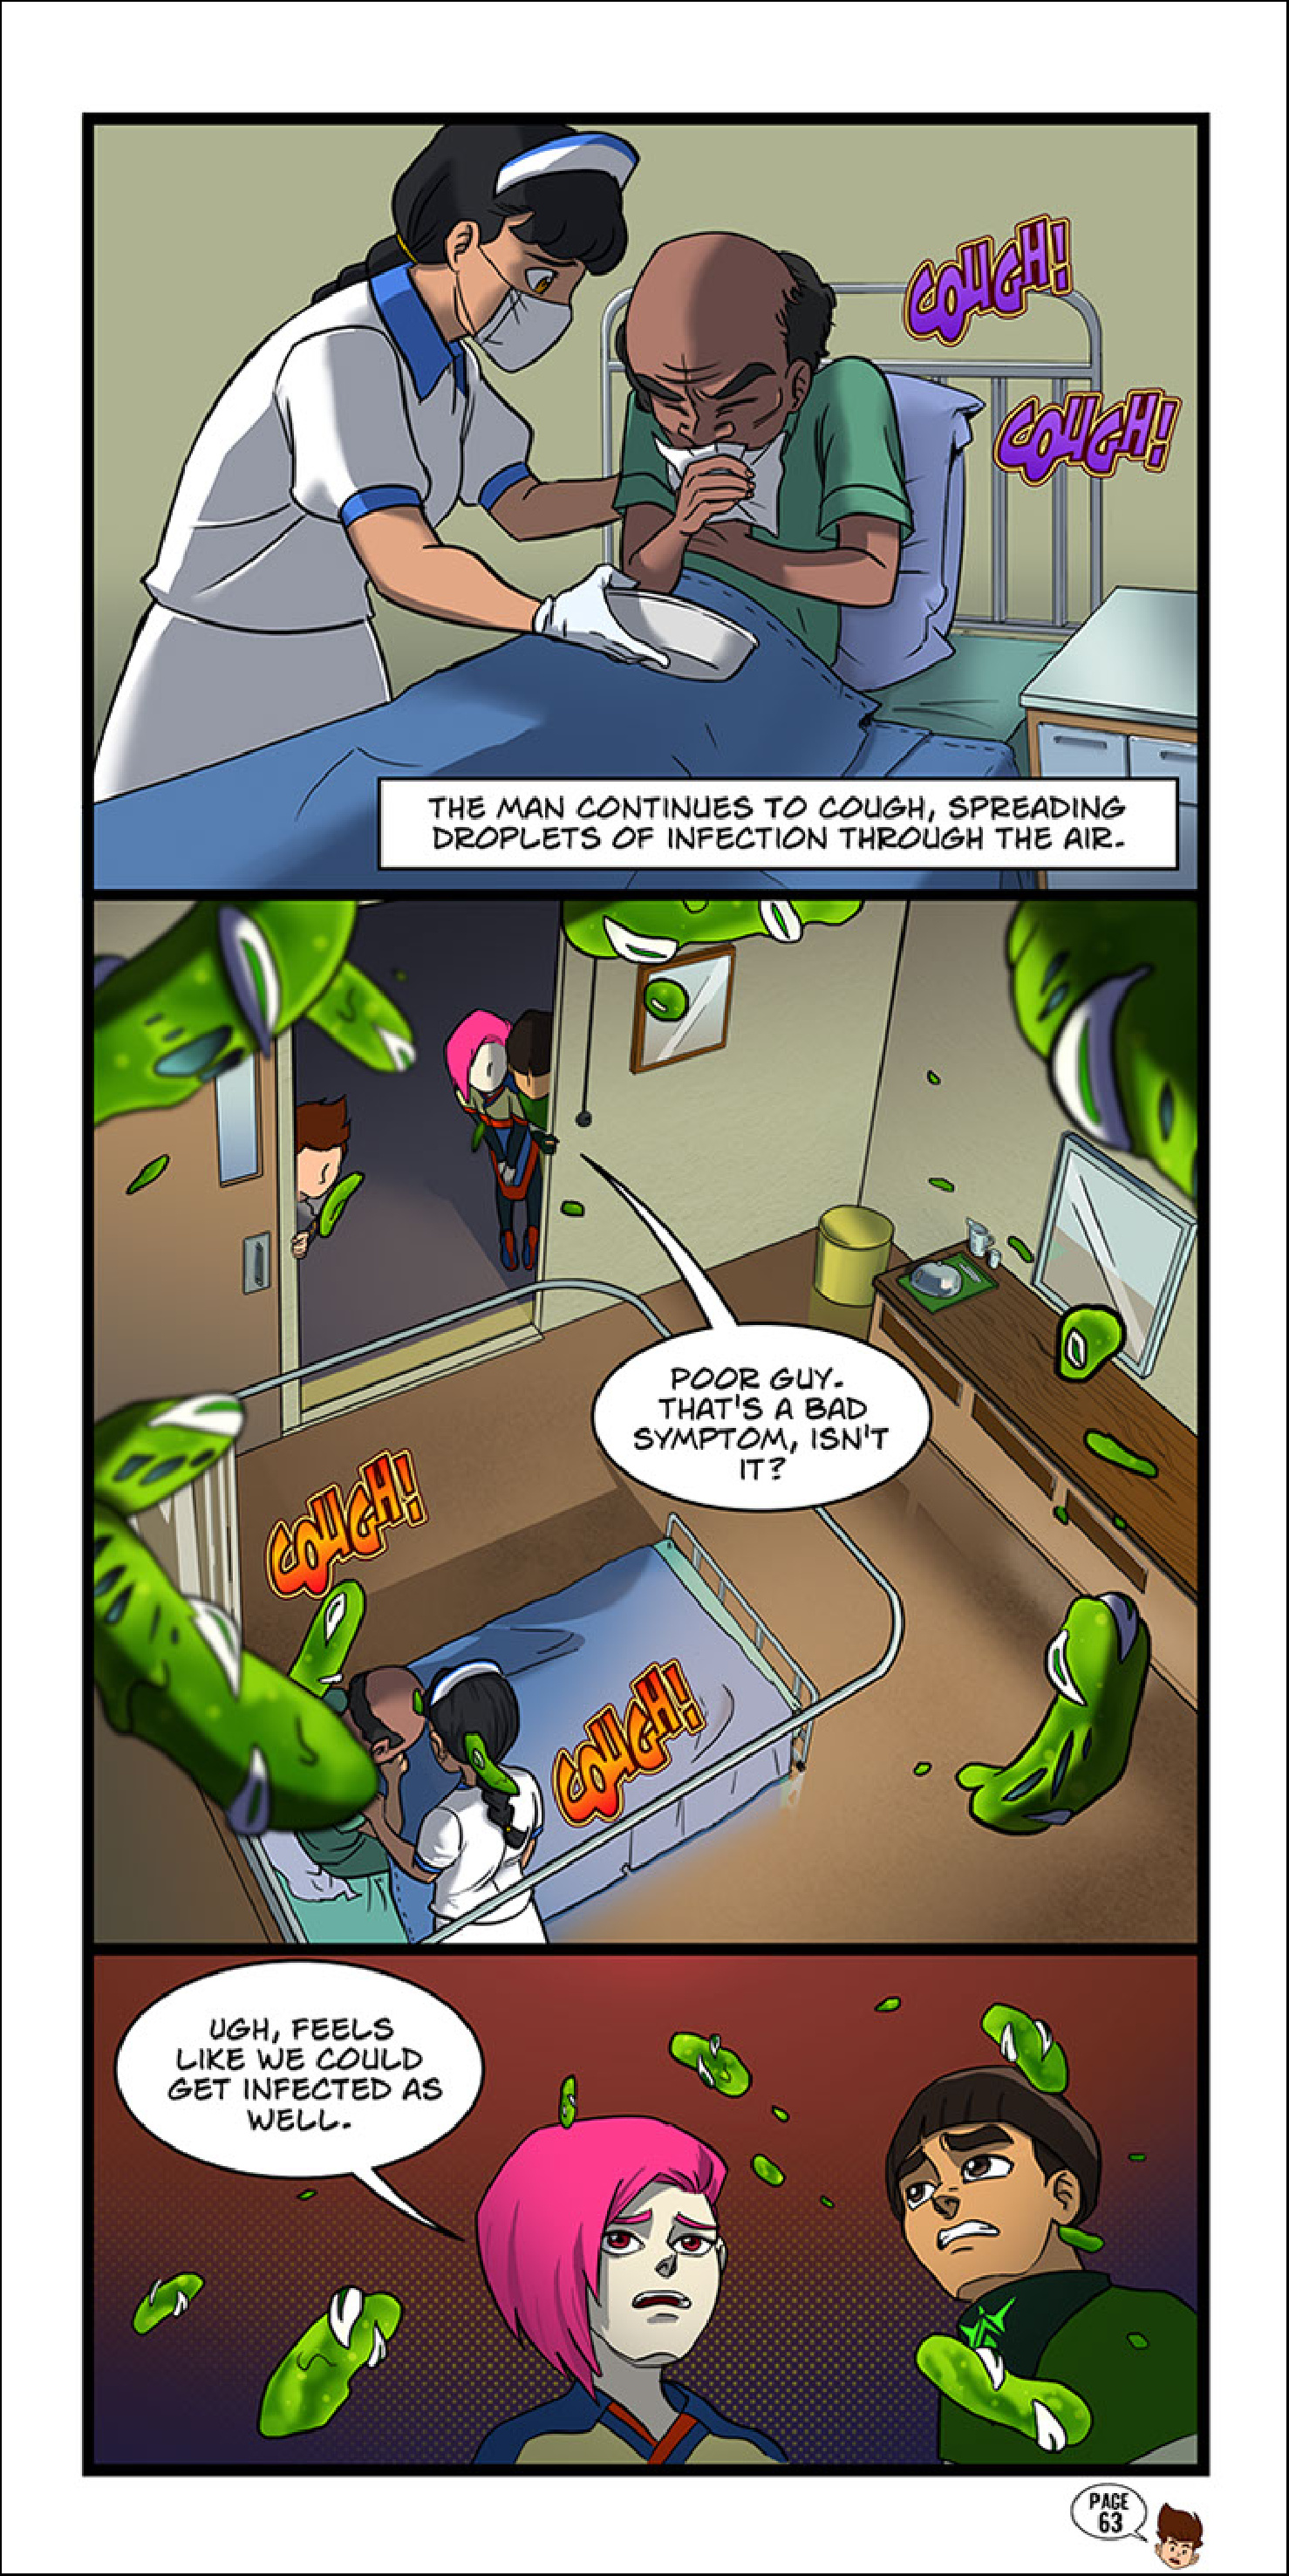 COUGH!
COUGH!
THE MAN CONTINUES TO COUGH, SPREADING
DROPLETS OF INFECTION THROUGH THE AIR.
POOR GUY.
THAT'S A BAD
SYMPTOM, ISN'T
IT?
COUGH!
COUGH!
UGH, FEELS
LIKE WE COULD
GET INFECTED AS
WELL.
PAGE
63